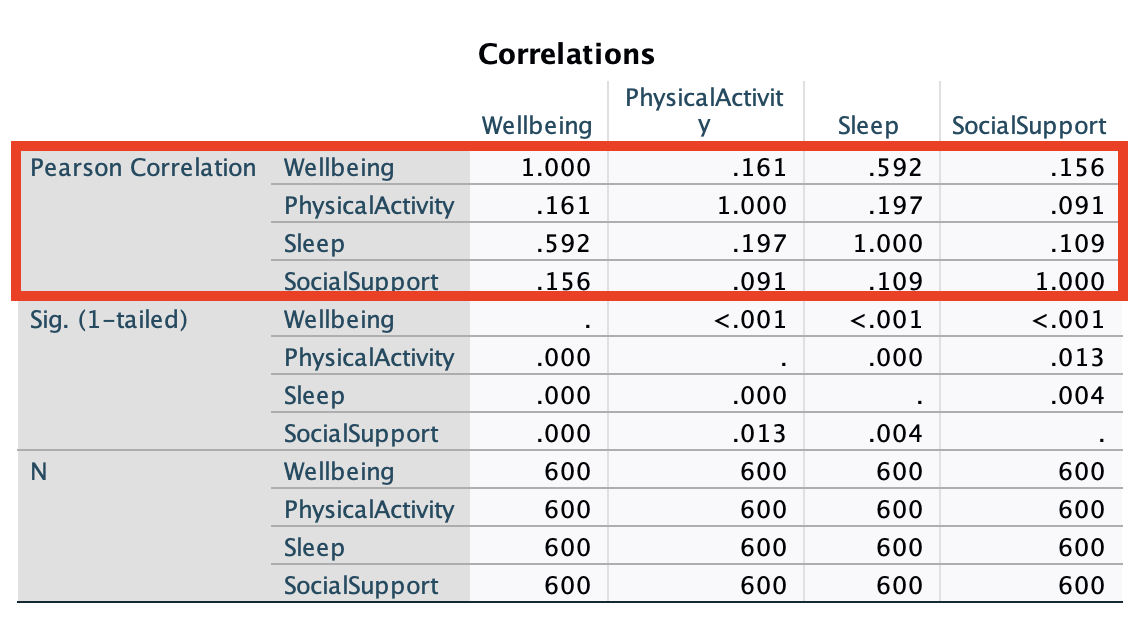 Correlations
Wellbeing PhysicalActivit
y Sleep SocialSupport
Pearson Correlation Wellbeing 1.000 .161 .592 .156
PhysicalActivity .161 1.000 .197 .091
Sleep .592 .197 1.000 .109
SocialSupport .156 .091 .109 1.000
Sig. (1-tailed) Wellbeing . <.001 <.001 <.001
PhysicalActivity .000 . .000 .013
Sleep .000 .000 . .004
SocialSupport .000 .013 .004 .
N Wellbeing 600 600 600 600
PhysicalActivity 600 600 600 600
Sleep 600 600 600 600
SocialSupport 600 600 600 600